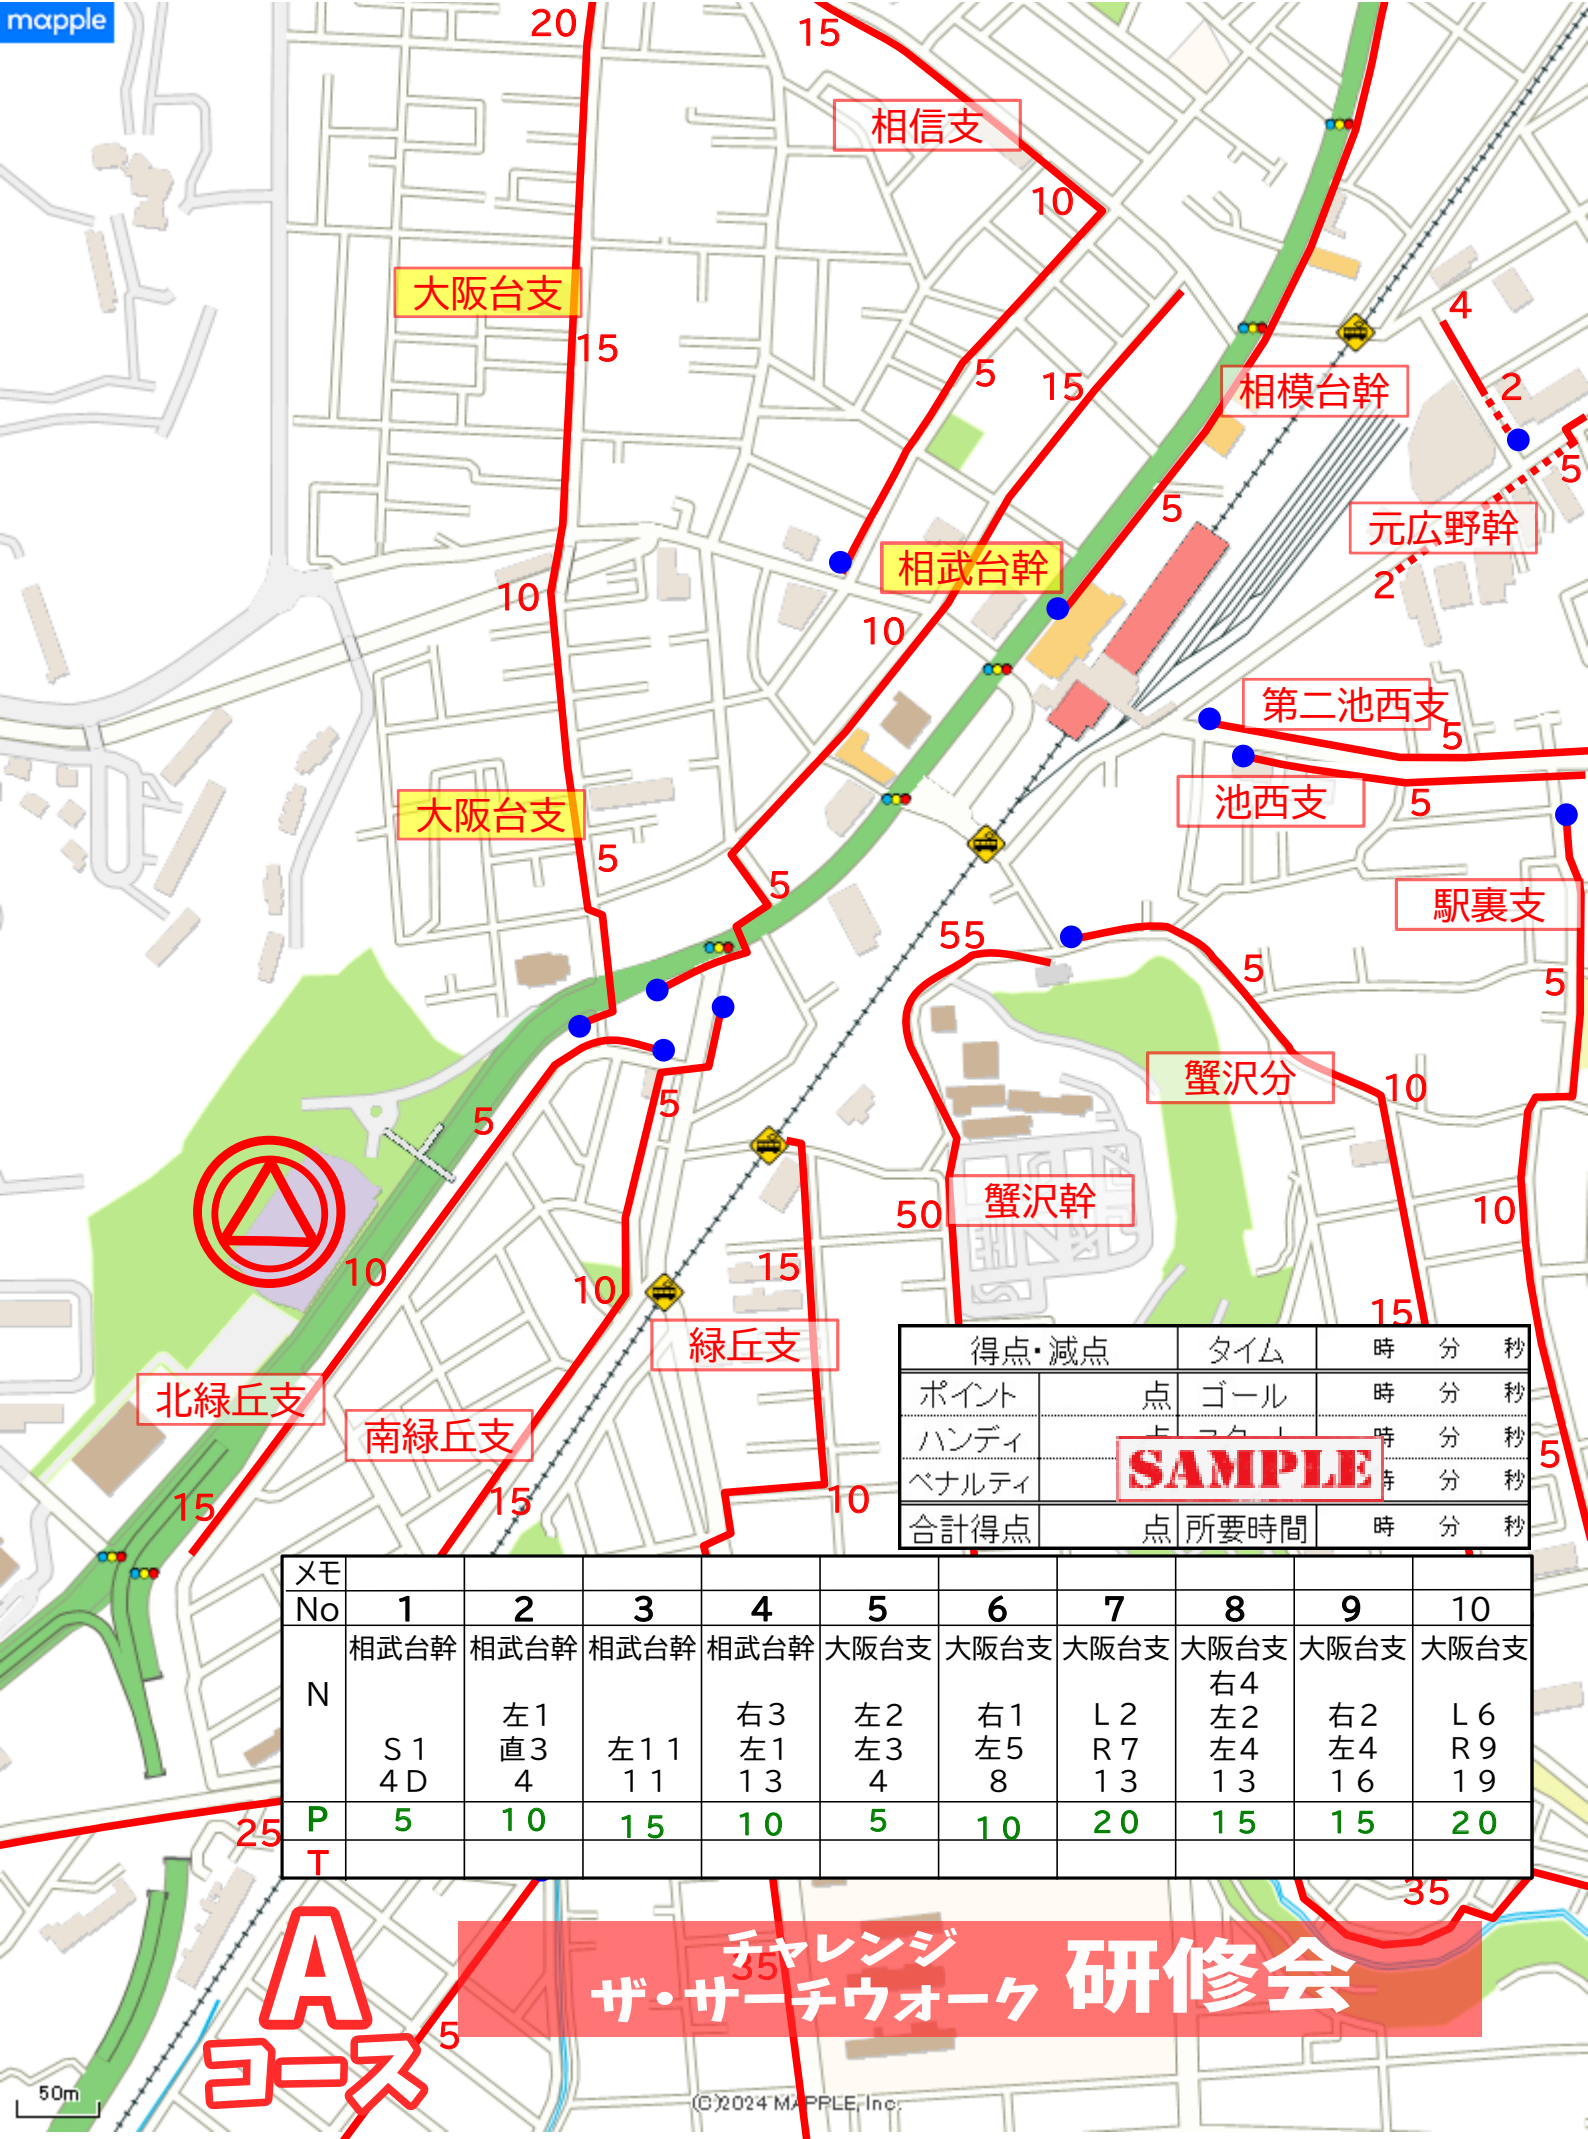 mapple
20
15
相信支
10
大阪台支
15
5
15
4
2
相模台幹
5
5
元広野幹
2
相武台幹
10
10
第二池西支
5
池西支
5
大阪台支
5
5
駅裏支
55
5
5
蟹沢分
10
5
5
蟹沢幹
50
10
15
10
10
15
緑丘支
北緑丘支
南緑丘支
15
15
10
5
得点・減点 タイム 時 分 秒
ポイント 点 ゴール 時 分 秒
ハンディ 点 スタート 時 分 秒
ペナルティ 時 分 秒
SAMPLE
合計得点 点 所要時間 時 分 秒
メモ
No 1 2 3 4 5 6 7 8 9 10
N 相武台幹 相武台幹 相武台幹 相武台幹 大阪台支 大阪台支 大阪台支 大阪台支 大阪台支 大阪台支
右4
左1 右3 左2 右1 L2 左2 右2 L6
S1 直3 左11 左1 左3 左5 R7 左4 左4 R9
4D 4 11 13 4 8 13 13 16 19
P 5 10 15 10 5 10 20 15 15 20
T
25
35
A
コース
チャレンジ
ザ・サーチウォーク 研修会
35
5
50m
(C)2024 MAPPLE, Inc.